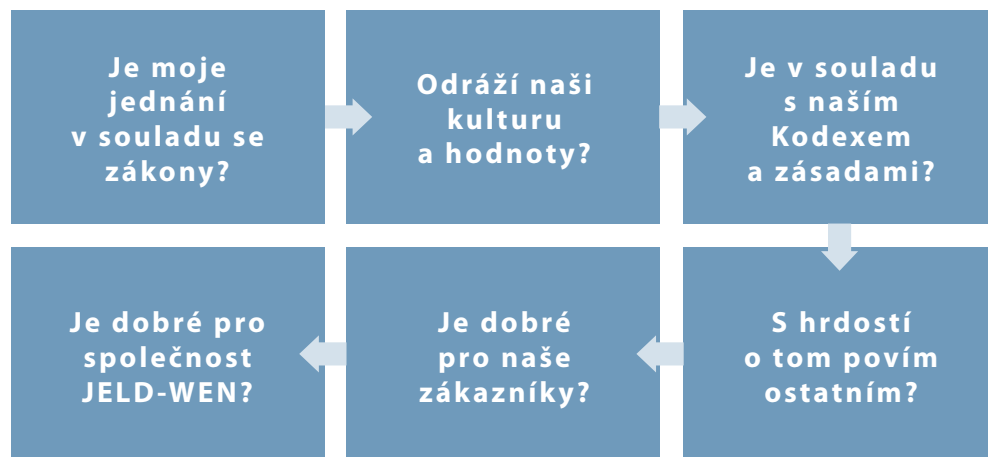 Je moje
jednání
v souladu se
zákony?
Odráží naši
kulturu
a hodnoty?
Je v souladu
s naším
Kodexem
a zásadami?
S hrdostí
o tom povím
ostatním?
Je dobré
pro naše
zákazníky?
Je dobré pro
společnost
JELD-WEN?